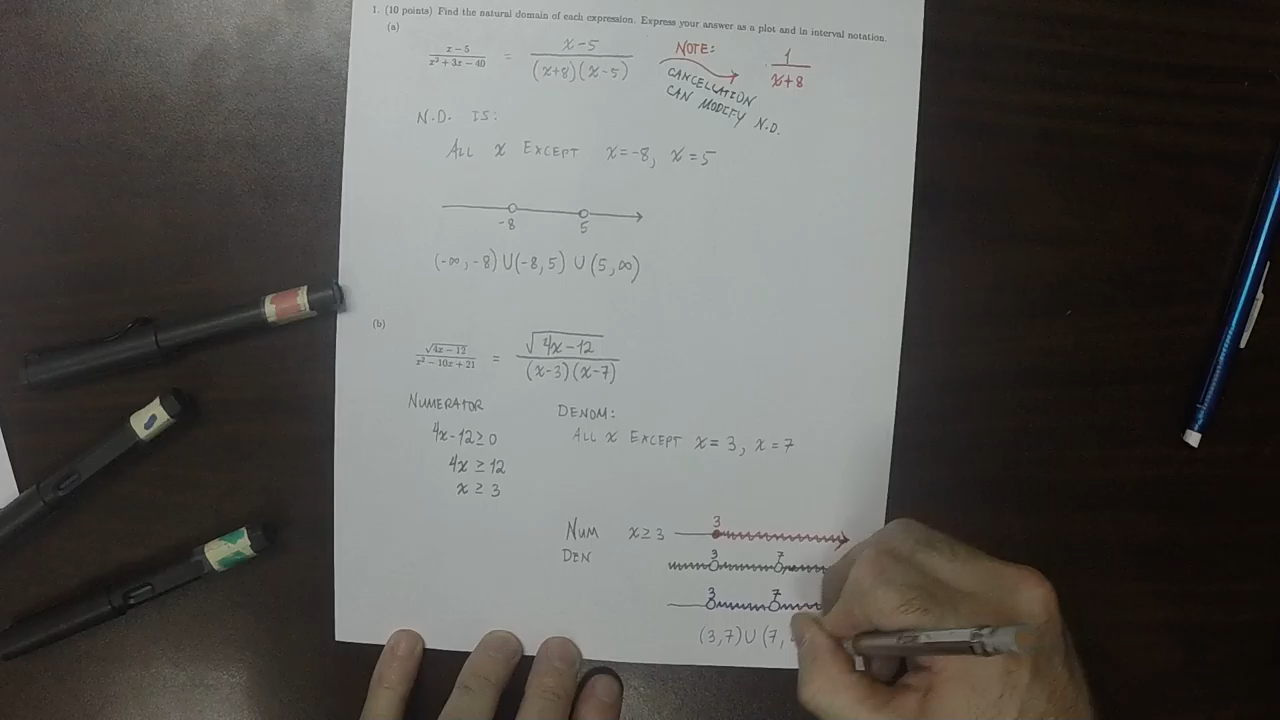 1. (10 points) Find the natural domain of each expression. Express your answer as a plot and in interval notation.
(a)
x−5 / x²+3x−40 = x−5 / (x+8)(x−5)
NOTE:
CANCELLATION
CAN MODIFY N.D.
1 / x+8
N.D. IS:
ALL x EXCEPT x=-8, x=5
-8 5
(-∞,-8)∪(-8,5)∪(5,∞)
(b)
√4x−12 / x²−10x+21 = √4x−12 / (x-3)(x-7)
NUMERATOR DENOM:
4x-12≥0 ALL x EXCEPT x=3, x=7
4x ≥ 12
x ≥ 3
NUM x≥3 3
DEN 3 7
3 7
(3,7)∪(7,